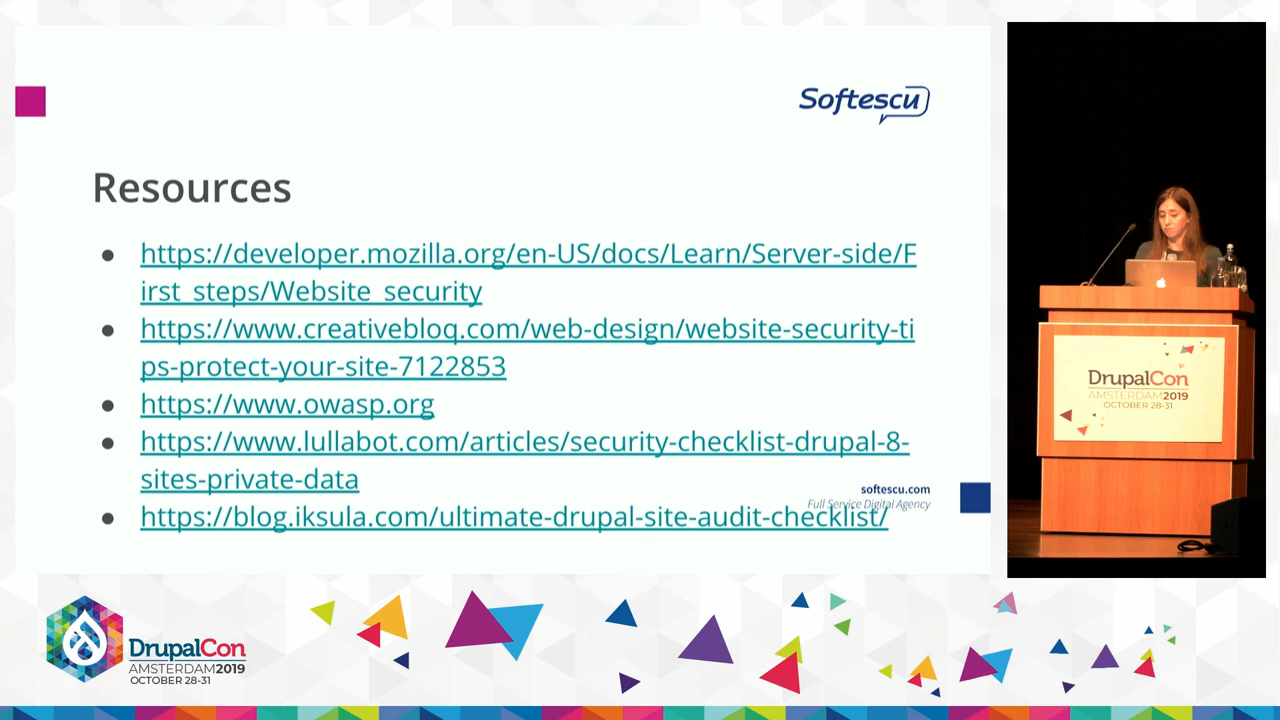 Softescu
Resources
https://developer.mozilla.org/en-US/docs/Learn/Server-side/F
irst_steps/Website_security
https://www.creativebloq.com/web-design/website-security-ti
ps-protect-your-site-7122853
https://www.owasp.org
https://www.lullabot.com/articles/security-checklist-drupal-8-
sites-private-data
softescu.com
Full Service Digital Agency
https://blog.iksula.com/ultimate-drupal-site-audit-checklist/
DrupalCon
AMSTERDAM2019
OCTOBER 28-31
DrupalCon
AMSTERDAM2019
OCTOBER 28-31